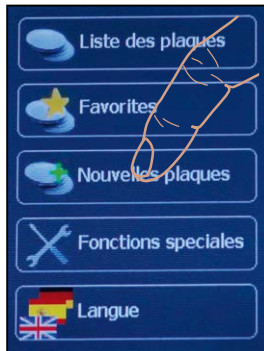 Liste des plaques
Favorites
Nouvelles plaques
Fonctions speciales
Langue